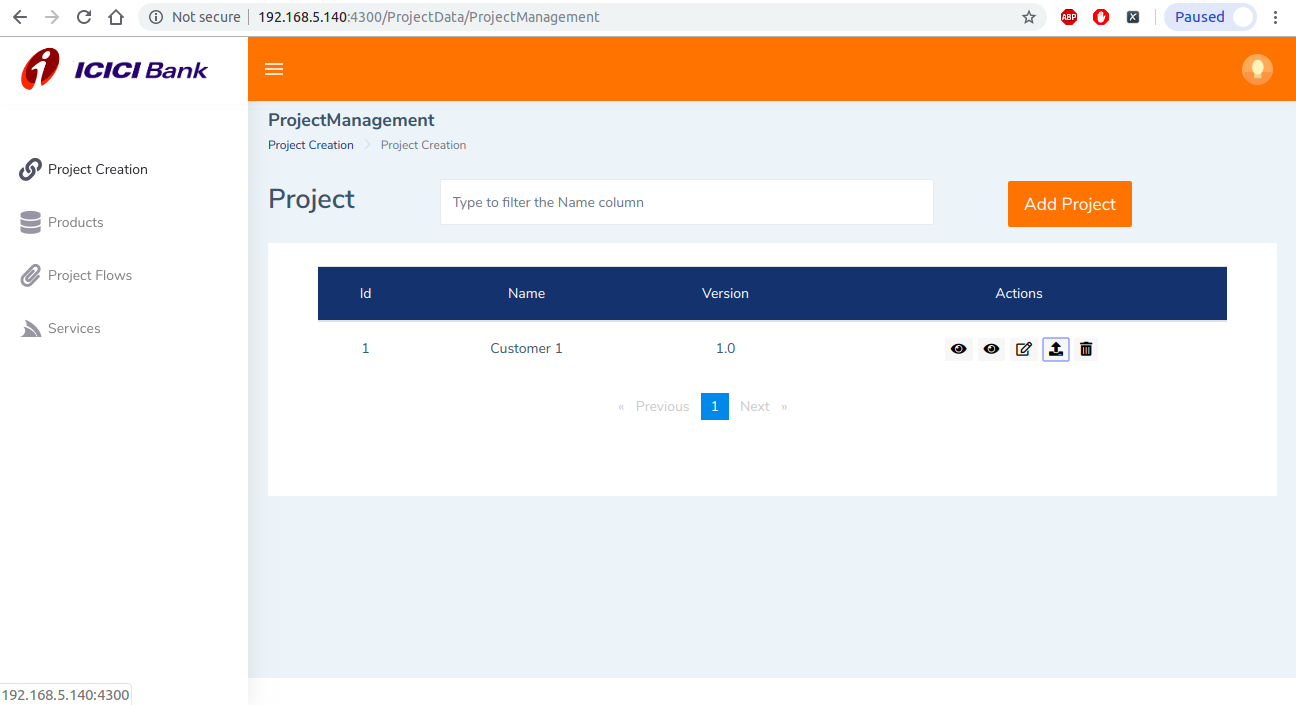 Not secure 192.168.5.140:4300/ProjectData/ProjectManagement ABP X Paused
ICICI Bank
ProjectManagement
Project Creation Project Creation
Project Creation
Products
Project Flows
Services
Project Type to filter the Name column Add Project
Id Name Version Actions
1 Customer 1 1.0
« Previous 1 Next »
192.168.5.140:4300